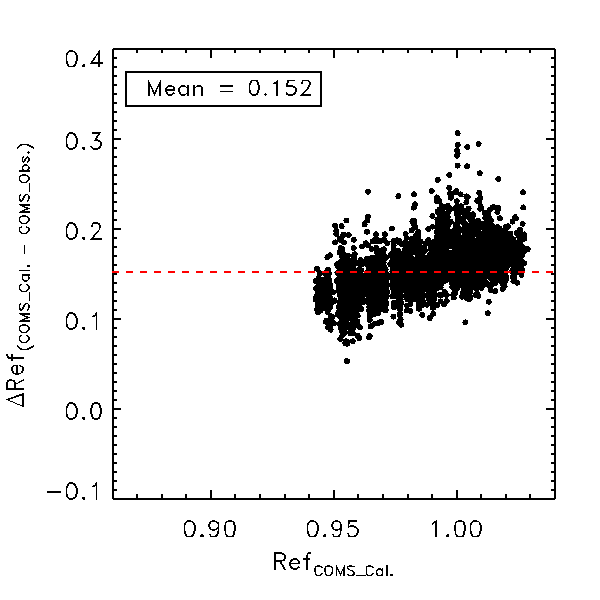 0.4
Mean = 0.152
0.3
0.2
0.1
0.0
−0.1
ΔRef(COMS_Cal. − COMS_Obs.)
0.90 0.95 1.00
RefCOMS_Cal.